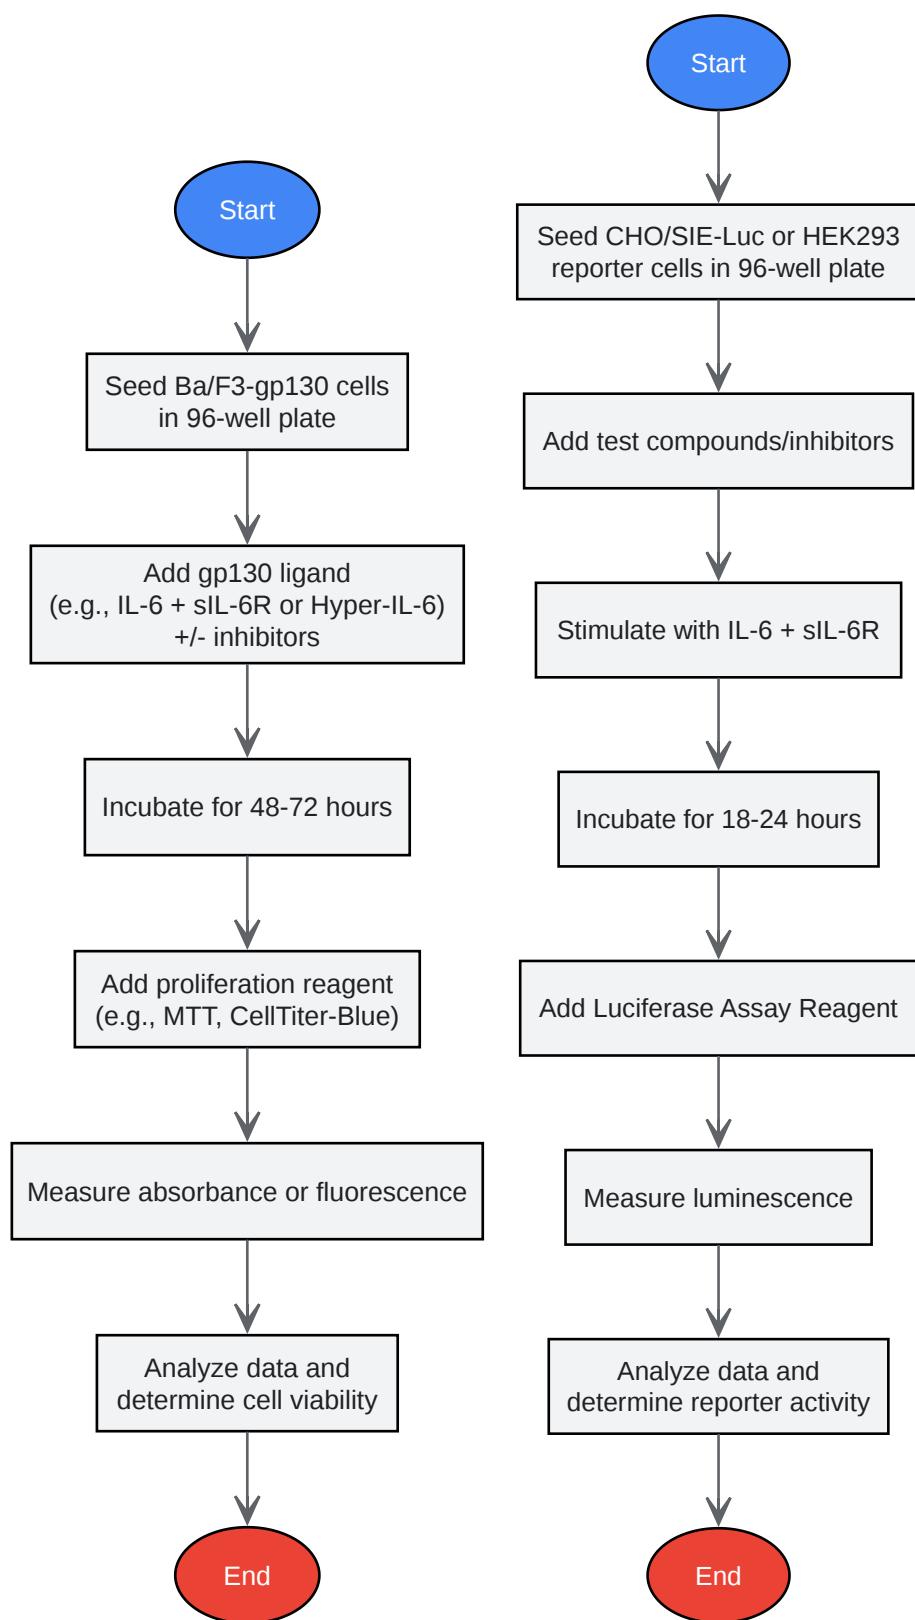 Start
Seed Ba/F3-gp130 cells
in 96-well plate
Add gp130 ligand
(e.g., IL-6 + sIL-6R or Hyper-IL-6)
+/- inhibitors
Incubate for 48-72 hours
Add proliferation reagent
(e.g., MTT, CellTiter-Blue)
Measure absorbance or fluorescence
Analyze data and
determine cell viability
End
Start
Seed CHO/SIE-Luc or HEK293
reporter cells in 96-well plate
Add test compounds/inhibitors
Stimulate with IL-6 + sIL-6R
Incubate for 18-24 hours
Add Luciferase Assay Reagent
Measure luminescence
Analyze data and
determine reporter activity
End